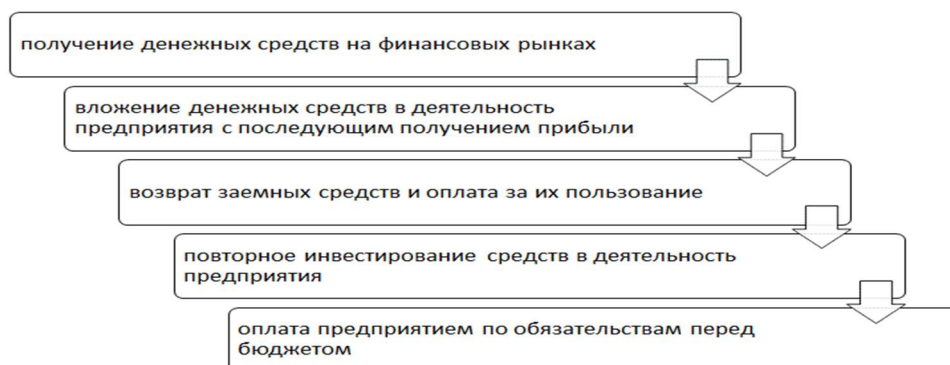 получение денежных средств на финансовых рынках
вложение денежных средств в деятельность
предприятия с последующим получением прибыли
возврат заемных средств и оплата за их пользование
повторное инвестирование средств в деятельность
предприятия
оплата предприятием по обязательствам перед
бюджетом